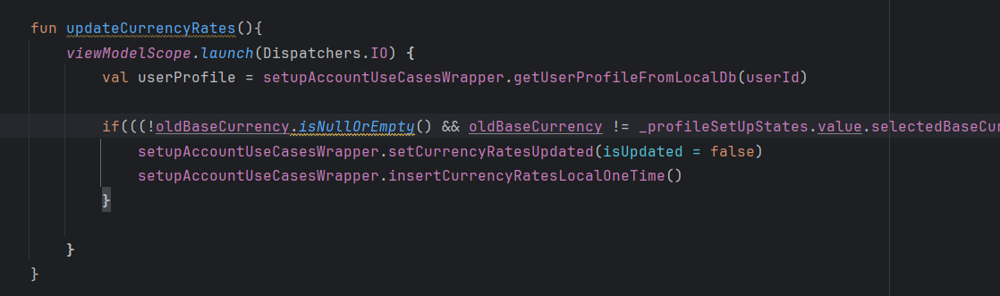 fun updateCurrencyRates(){
viewModelScope.launch(Dispatchers.IO) {
val userProfile = setupAccountUseCasesWrapper.getUserProfileFromLocalDb(userId)
if(((!oldBaseCurrency.isNullOrEmpty() && oldBaseCurrency != _profileSetUpStates.value.selectedBaseCur
setupAccountUseCasesWrapper.setCurrencyRatesUpdated(isUpdated = false)
setupAccountUseCasesWrapper.insertCurrencyRatesLocalOneTime()
}
}
}